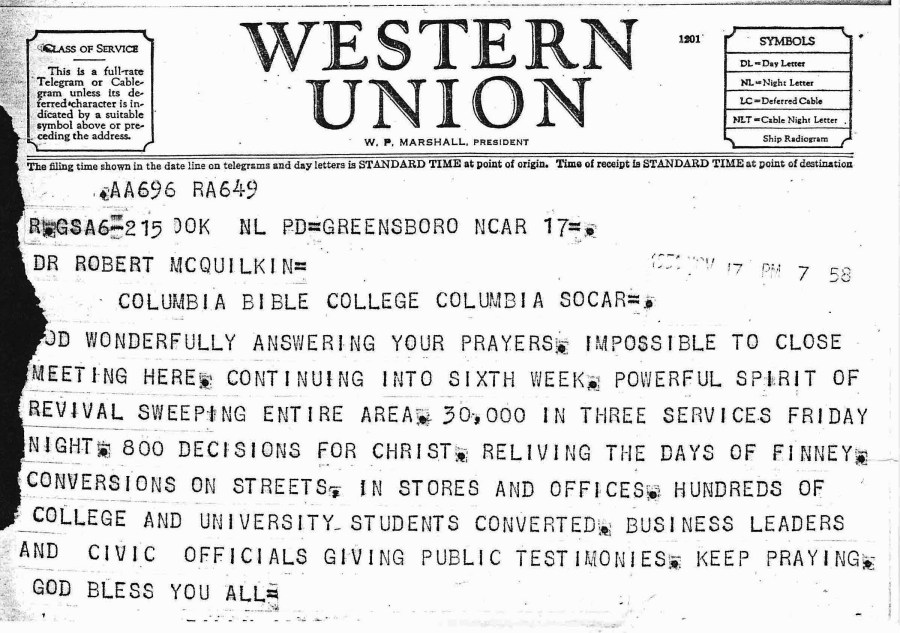 CLASS OF SERVICE
This is a full-rate
Telegram or Cable-
gram unless its de-
ferred character is in-
dicated by a suitable
symbol above or pre-
ceding the address.
WESTERN
UNION
W. P. MARSHALL, PRESIDENT
1201
SYMBOLS
DL=Day Letter
NL=Night Letter
LC=Deferred Cable
NLT=Cable Night Letter
Ship Radiogram
The filing time shown in the date line on telegrams and day letters is STANDARD TIME at point of origin. Time of receipt is STANDARD TIME at point of destination
AA696 RA649
R.GSA6-215 NL PD=GREENSBORO NCAR 17=.
DR ROBERT MCQUILKIN=
17 PM 7 58
COLUMBIA BIBLE COLLEGE COLUMBIA SOCAR=.
OD WONDERFULLY ANSWERING YOUR PRAYERS. IMPOSSIBLE TO CLOSE
MEETING HERE. CONTINUING INTO SIXTH WEEK. POWERFUL SPIRIT OF
REVIVAL SWEEPING ENTIRE AREA. 30,000 IN THREE SERVICES FRIDAY
NIGHT. 800 DECISIONS FOR CHRIST. RELIVING THE DAYS OF FINNEY.
CONVERSIONS ON STREETS, IN STORES AND OFFICES. HUNDREDS OF
COLLEGE AND UNIVERSITY STUDENTS CONVERTED. BUSINESS LEADERS
AND CIVIC OFFICIALS GIVING PUBLIC TESTIMONIES. KEEP PRAYING.
GOD BLESS YOU ALL=